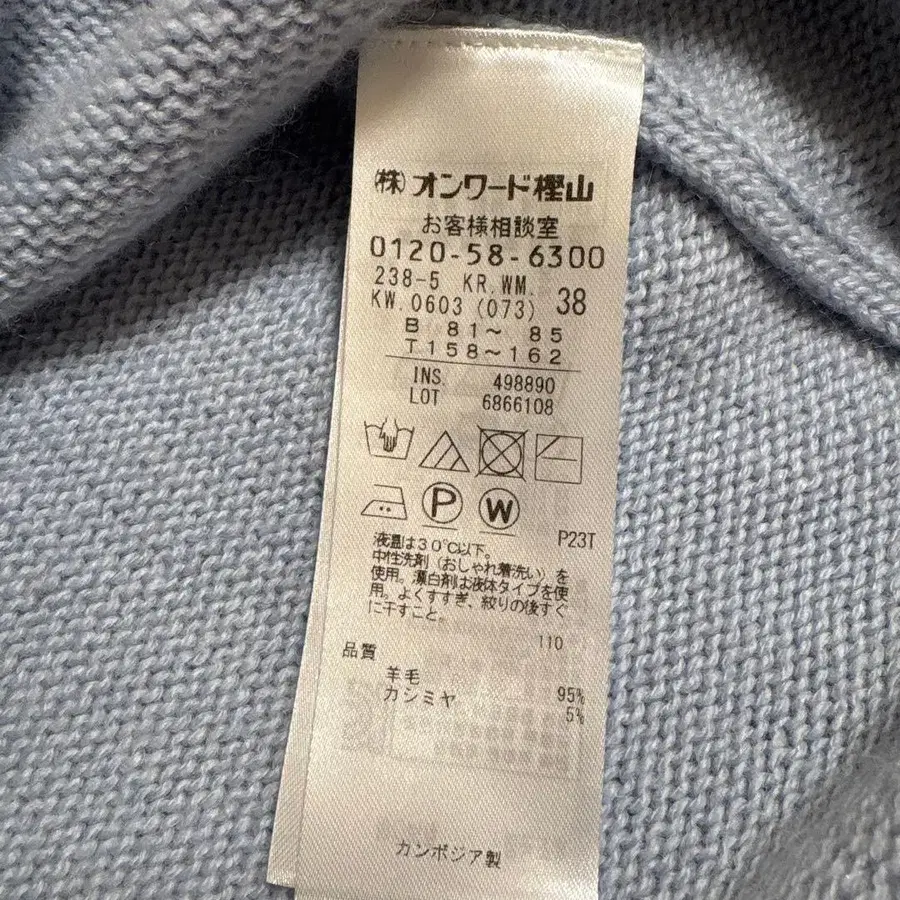 (株)オンワード樫山
お客様相談室
0120-58-6300
238-5 KR.WM. 38
KW.0603(073)
B 81～ 85
T158～162
INS. 498890
LOT 6866108
P W
P23T
液温は30℃以下。
中性洗剤(おしゃれ着洗い)を
使用。漂白剤は液体タイプを使
用。よくすすぎ、絞りの後すぐ
に干すこと。
110
品質
羊毛 95%
カシミヤ 5%
カンボジア製